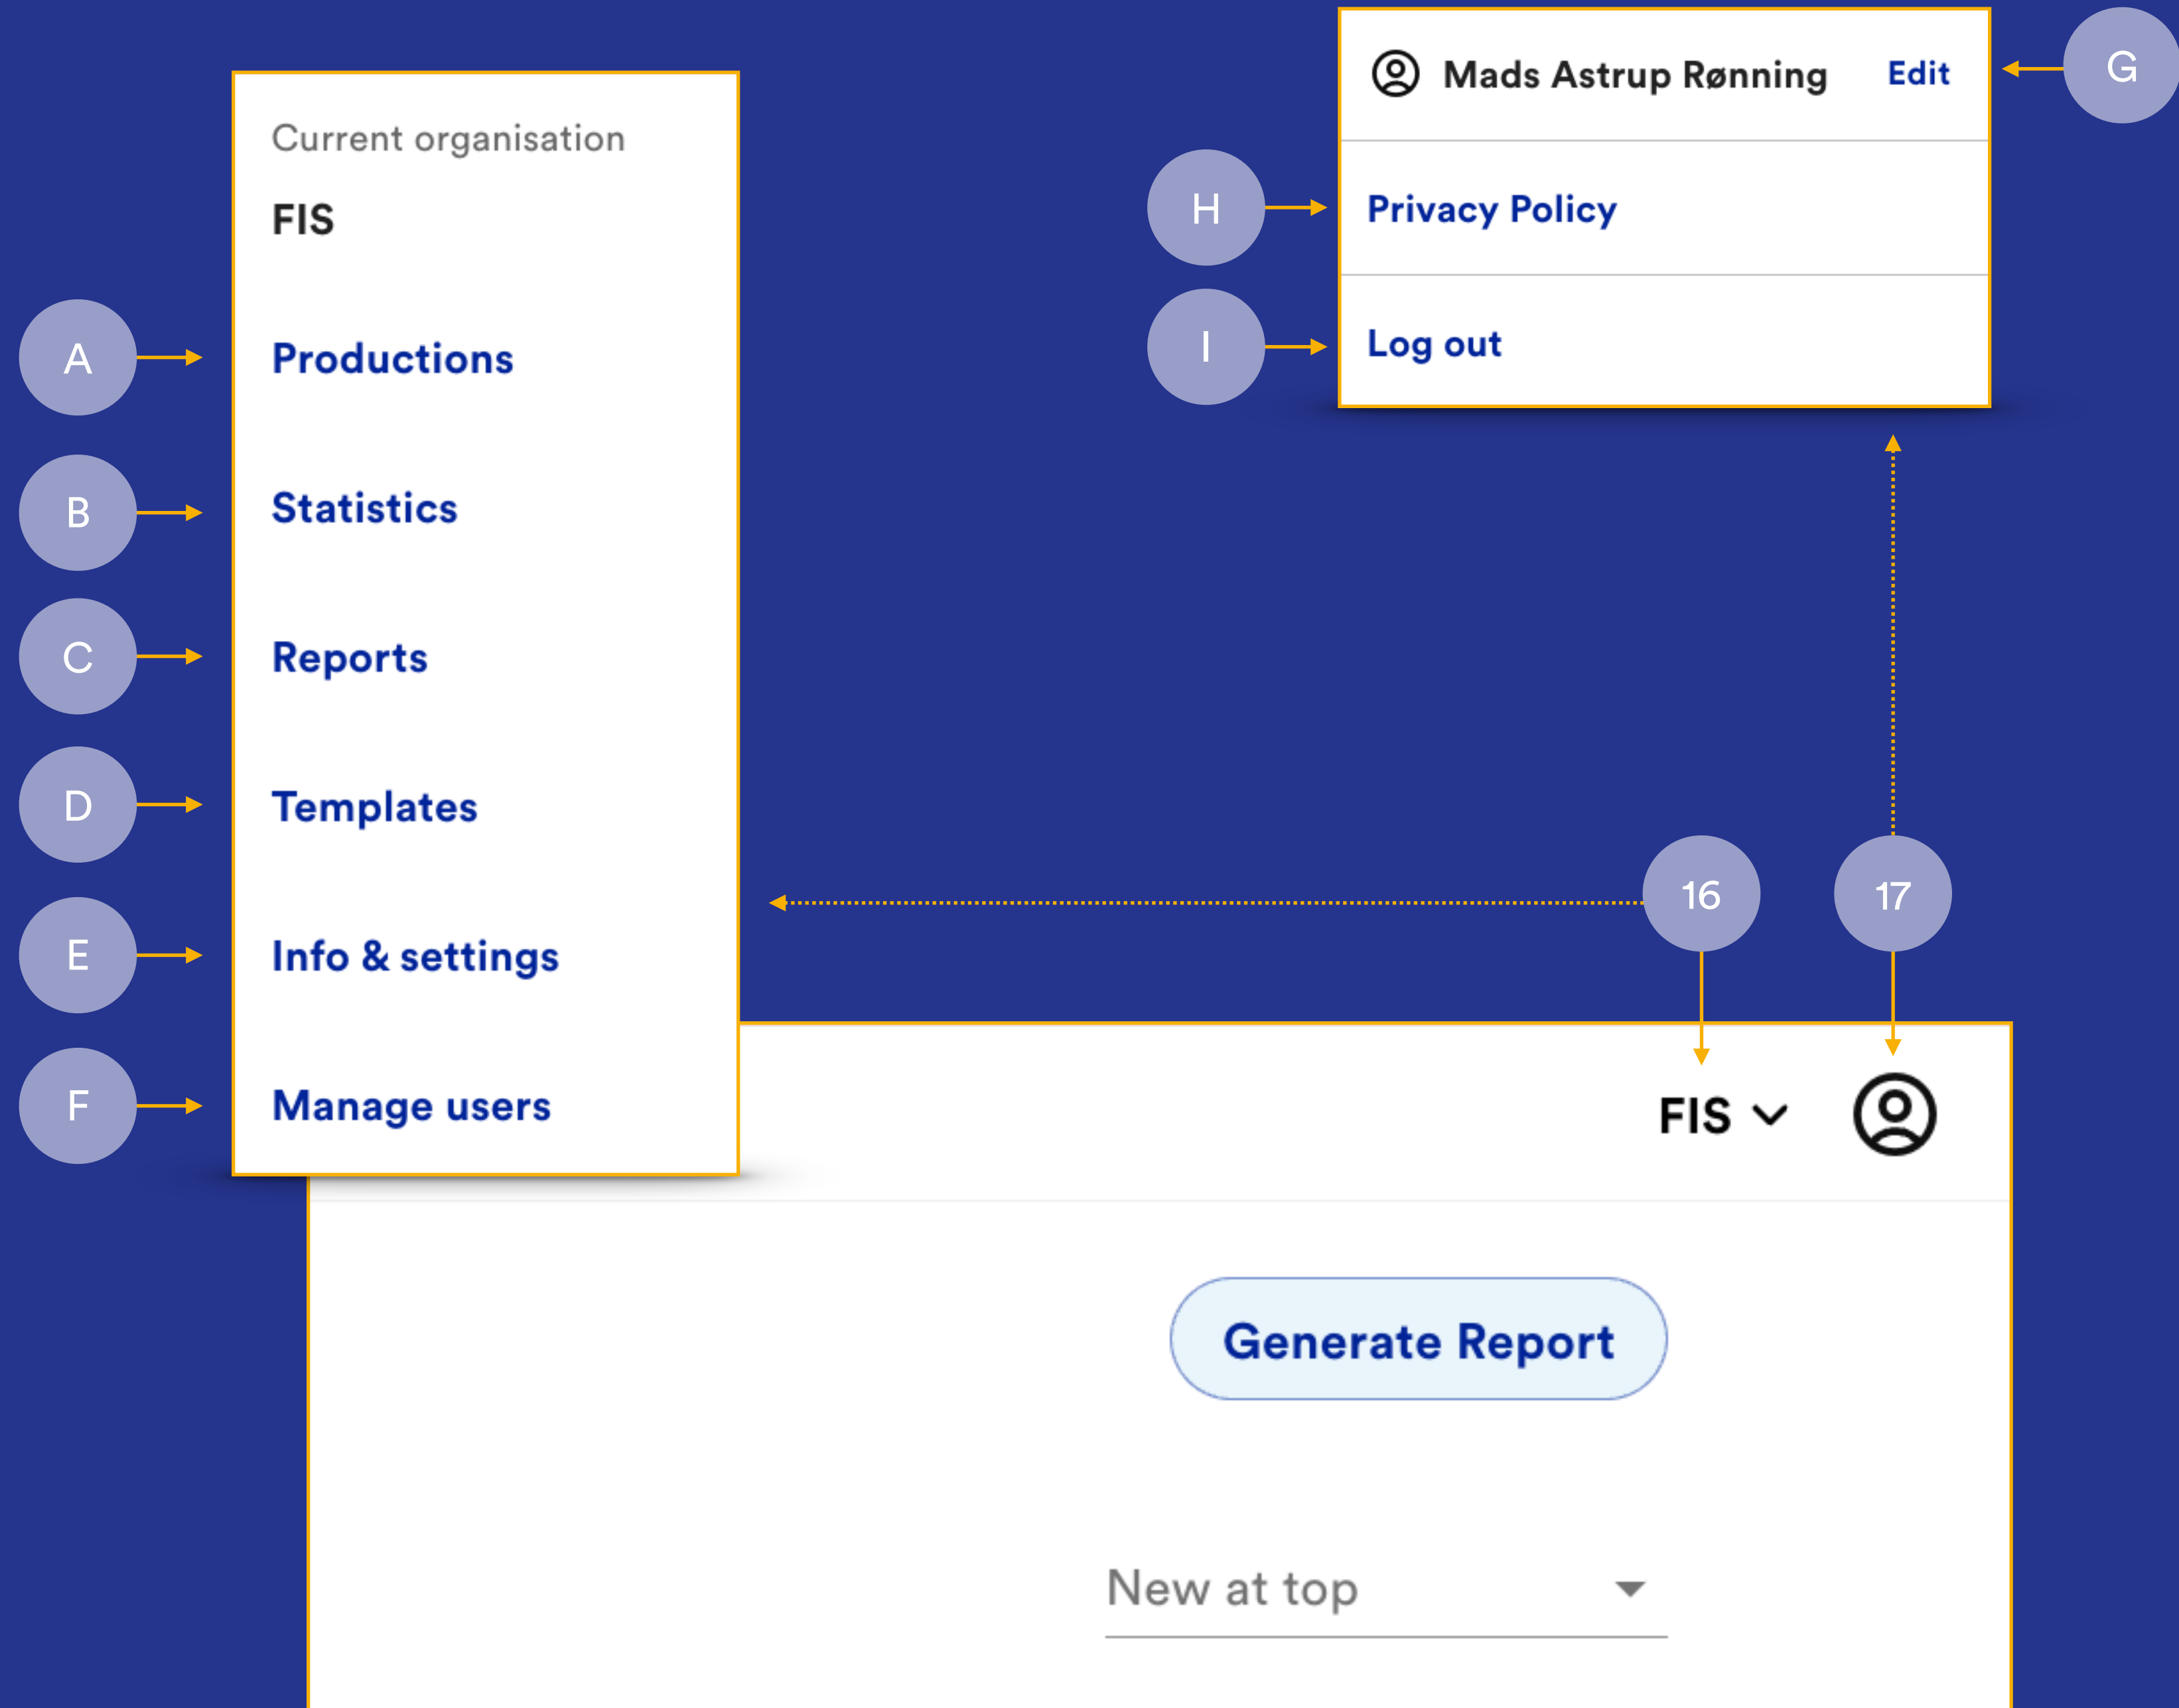 G
Mads Astrup Rønning Edit
H
Privacy Policy
I
Log out
Current organisation
FIS
A
Productions
B
Statistics
C
Reports
D
Templates
E
Info & settings
F
Manage users
16
17
FIS
Generate Report
New at top